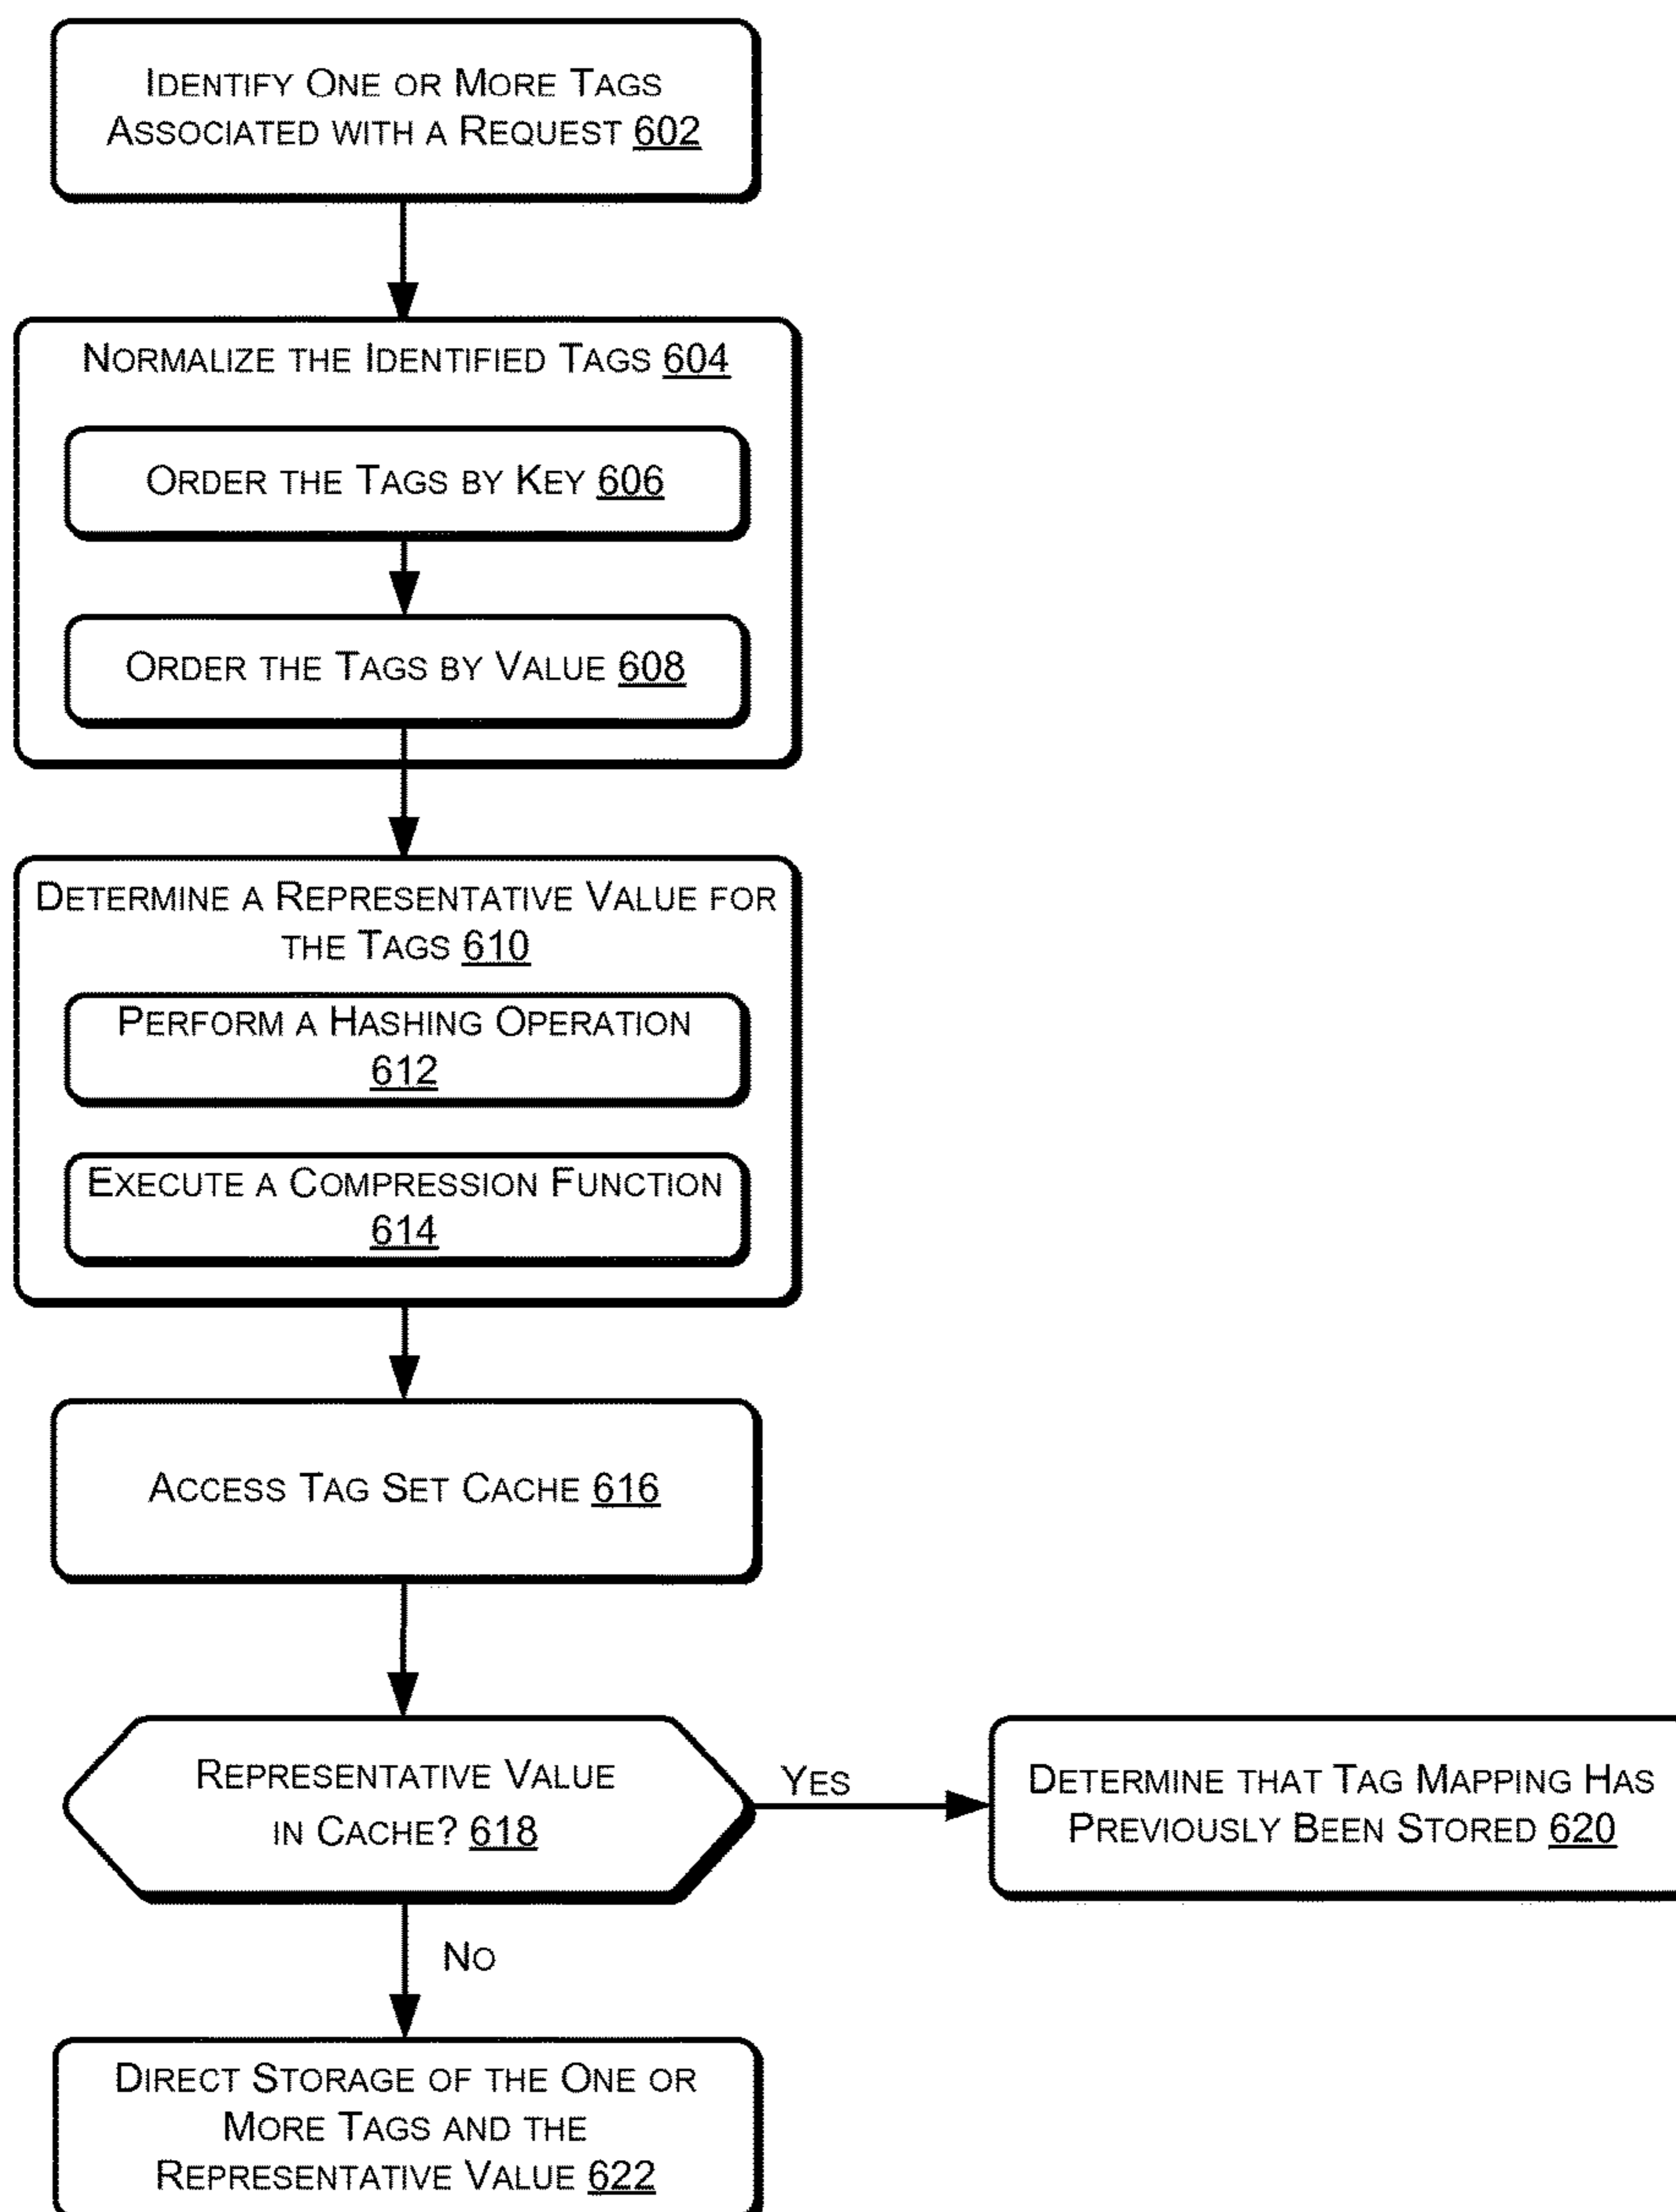 IDENTIFY ONE OR MORE TAGS
ASSOCIATED WITH A REQUEST 602
NORMALIZE THE IDENTIFIED TAGS 604
ORDER THE TAGS BY KEY 606
ORDER THE TAGS BY VALUE 608
DETERMINE A REPRESENTATIVE VALUE FOR
THE TAGS 610
PERFORM A HASHING OPERATION
612
EXECUTE A COMPRESSION FUNCTION
614
ACCESS TAG SET CACHE 616
REPRESENTATIVE VALUE
IN CACHE? 618
YES
DETERMINE THAT TAG MAPPING HAS
PREVIOUSLY BEEN STORED 620
NO
DIRECT STORAGE OF THE ONE OR
MORE TAGS AND THE
REPRESENTATIVE VALUE 622